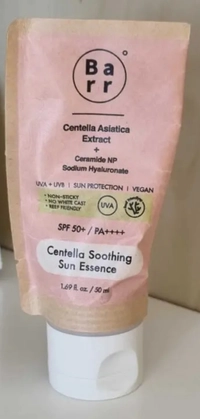 Ba
rr
Centella Asiatica
Extract
+
Ceramide NP
Sodium Hyaluronate
UVA + UVB | SUN PROTECTION | VEGAN
• NON-STICKY
• NO WHITE CAST
• REEF FRIENDLY
UVA
SPF 50+ / PA++++
Centella Soothing
Sun Essence
1.69 fl. oz. / 50 ml